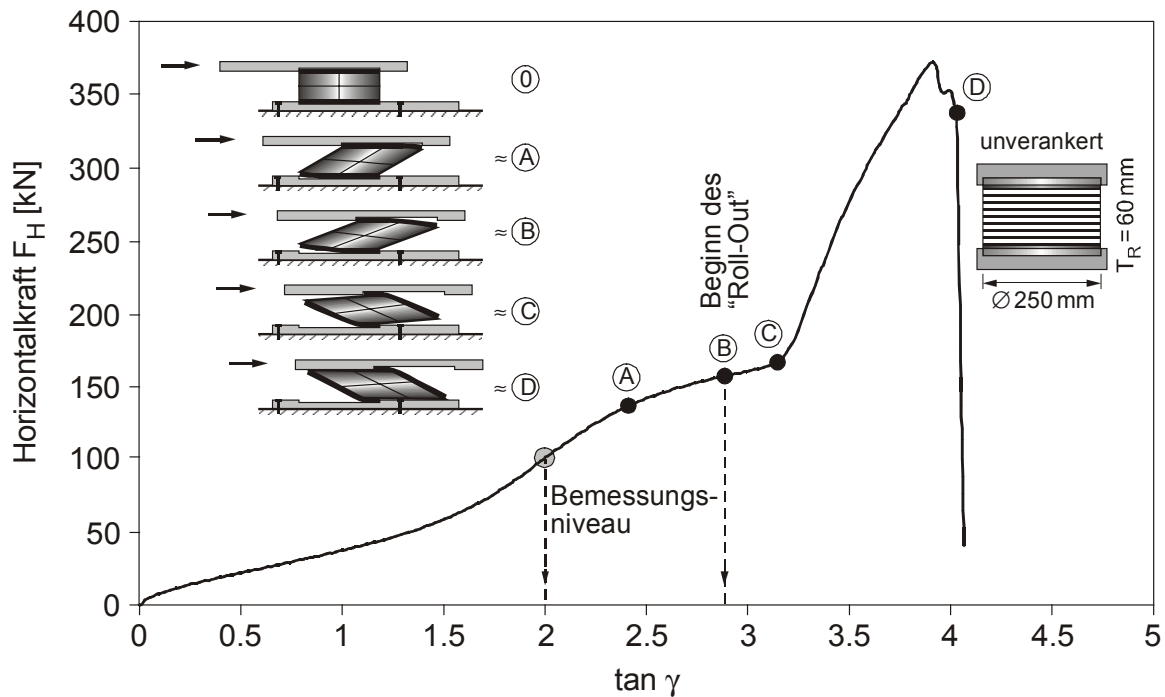 400
350
300
250
200
150
100
50
0
Horizontalkraft F_H [kN]
0
≈ A
≈ B
≈ C
≈ D
A
B
C
D
Beginn des
“Roll-Out”
Bemessungs-
niveau
unverankert
T_R = 60 mm
∅ 250 mm
0 0.5 1 1.5 2 2.5 3 3.5 4 4.5 5
tan γ